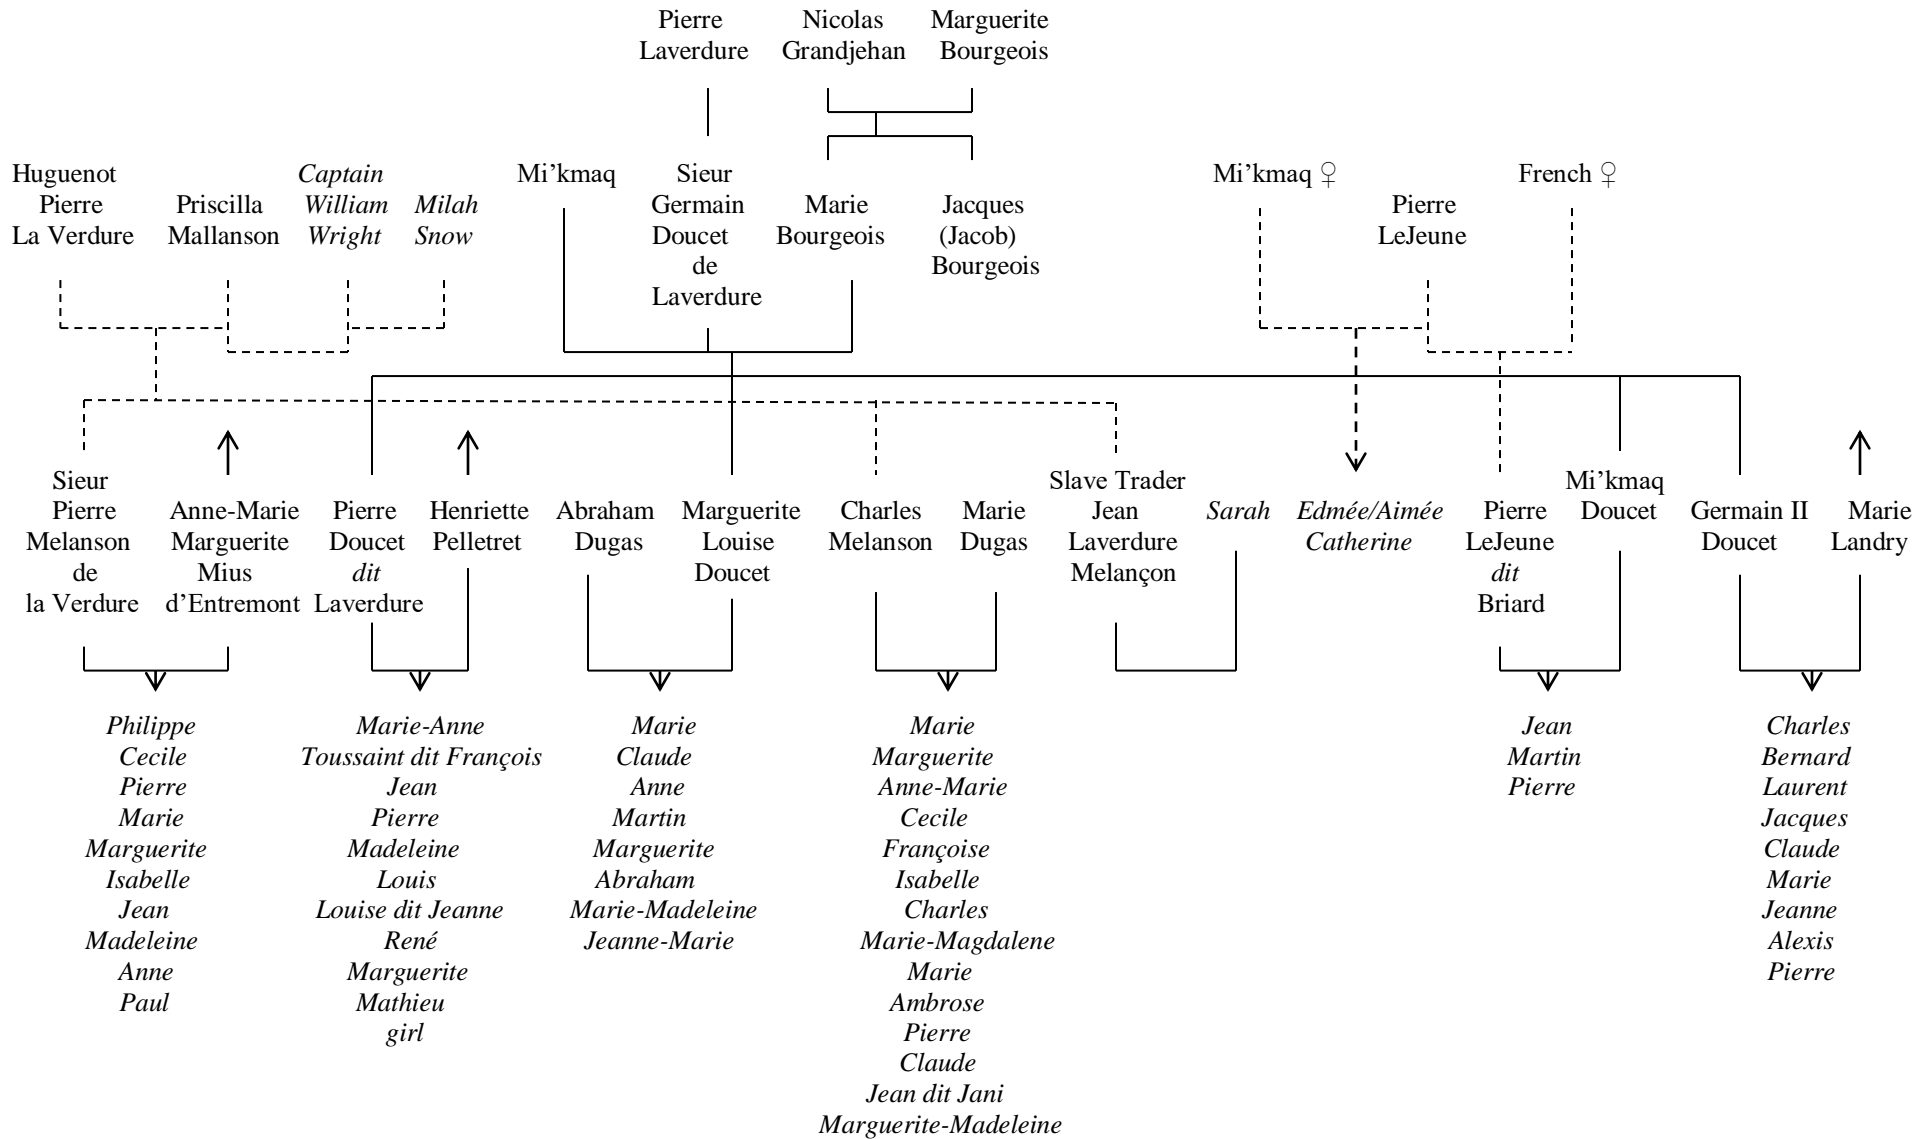 Pierre
Laverdure
Nicolas
Grandjehan
Marguerite
Bourgeois
Huguenot
Pierre
La Verdure
Priscilla
Mallanson
Captain
William
Wright
Milah
Snow
Mi’kmaq
Sieur
Germain
Doucet
de
Laverdure
Marie
Bourgeois
Jacques
(Jacob)
Bourgeois
Mi’kmaq ♀
Pierre
LeJeune
French ♀
Sieur
Pierre
Melanson
de
la Verdure
Anne-Marie
Marguerite
Mius
d’Entremont
Pierre
Doucet
dit
Laverdure
Henriette
Pelletret
Abraham
Dugas
Marguerite
Louise
Doucet
Charles
Melanson
Marie
Dugas
Slave Trader
Jean
Laverdure
Melançon
Sarah
Edmée/Aimée
Catherine
Pierre
LeJeune
dit
Briard
Mi’kmaq
Doucet
Germain II
Doucet
Marie
Landry
Philippe
Cecile
Pierre
Marie
Marguerite
Isabelle
Jean
Madeleine
Anne
Paul
Marie-Anne
Toussaint dit François
Jean
Pierre
Madeleine
Louis
Louise dit Jeanne
René
Marguerite
Mathieu
girl
Marie
Claude
Anne
Martin
Marguerite
Abraham
Marie-Madeleine
Jeanne-Marie
Marie
Marguerite
Anne-Marie
Cecile
Françoise
Isabelle
Charles
Marie-Magdalene
Marie
Ambrose
Pierre
Claude
Jean dit Jani
Marguerite-Madeleine
Jean
Martin
Pierre
Charles
Bernard
Laurent
Jacques
Claude
Marie
Jeanne
Alexis
Pierre